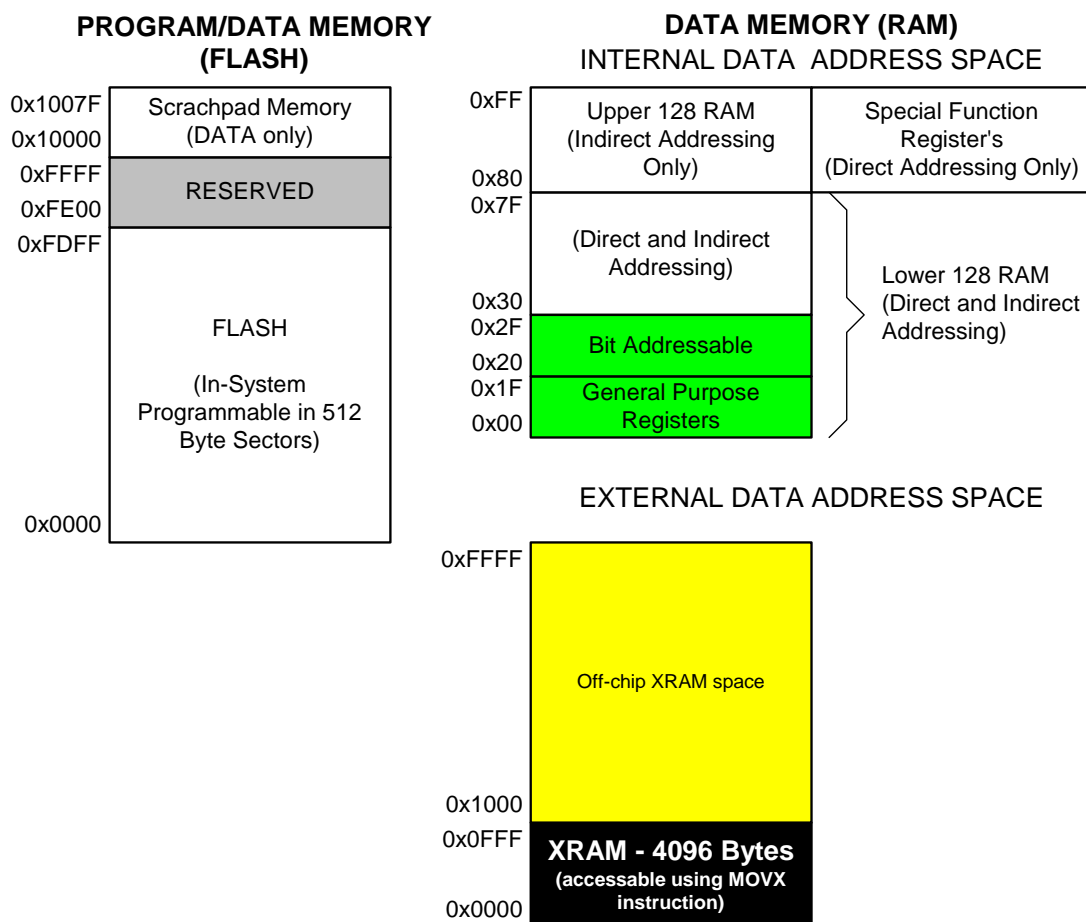 PROGRAM/DATA MEMORY
(FLASH)
0x1007F
Scrachpad Memory
(DATA only)
0x10000
0xFFFF
RESERVED
0xFE00
0xFDFF
FLASH
(In-System
Programmable in 512
Byte Sectors)
0x0000
DATA MEMORY (RAM)
INTERNAL DATA ADDRESS SPACE
0xFF
Upper 128 RAM
(Indirect Addressing
Only)
0x80
Special Function
Register's
(Direct Addressing Only)
0x7F
(Direct and Indirect
Addressing)
0x30
0x2F
Bit Addressable
0x20
0x1F
General Purpose
Registers
0x00
Lower 128 RAM
(Direct and Indirect
Addressing)
EXTERNAL DATA ADDRESS SPACE
0xFFFF
Off-chip XRAM space
0x1000
0x0FFF
XRAM - 4096 Bytes
(accessable using MOVX
instruction)
0x0000